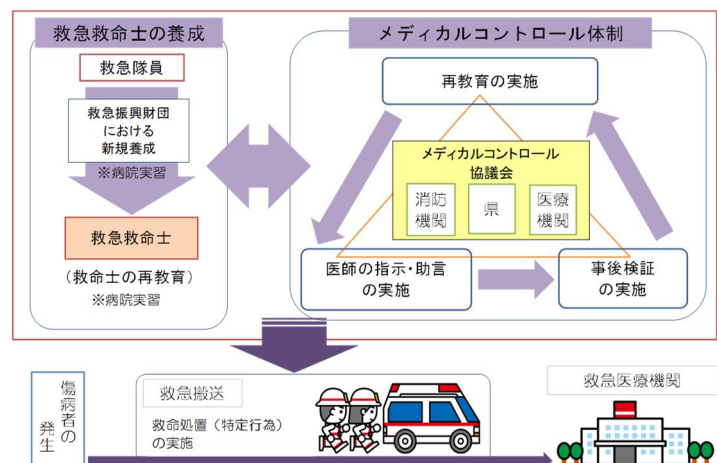 救急救命士の養成
救急隊員
救急振興財団
における
新規養成
※病院実習
救急救命士
(救命士の再教育)
※病院実習
メディカルコントロール体制
再教育の実施
メディカルコントロール
協議会
消防
機関
県
医療
機関
医師の指示・助言
の実施
事後検証
の実施
傷病者の
発生
救急搬送
救命処置(特定行為)
の実施
救急医療機関